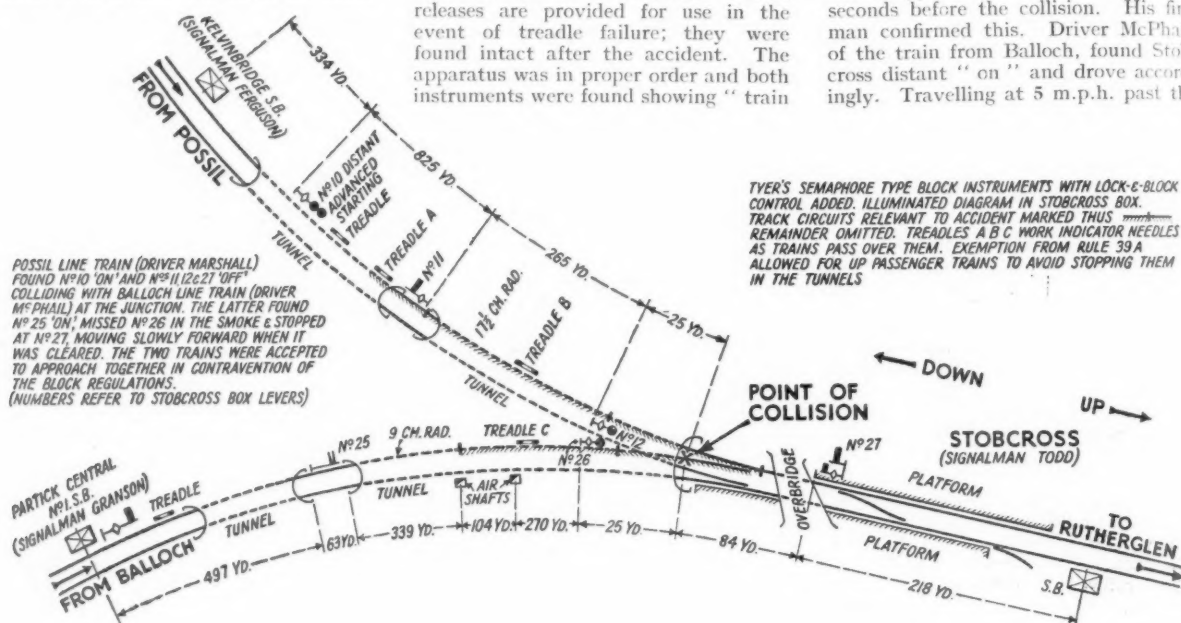 releases are provided for use in the
event of treadle failure; they were
found intact after the accident. The
apparatus was in proper order and both
instruments were found showing “ train
seconds before the collision. His fire-
man confirmed this. Driver
of the train from Balloch, found
cross distant “ on ” and drove
ingly. Travelling at 5 m.p.h. past
KELVINBRIDGE S.B.
(SIGNALMAN FERGUSON)
FROM POSSIL
334 YD.
825 YD.
265 YD.
25 YD.
Nº10 DISTANT
ADVANCED
STARTING
TREADLE
TUNNEL
TREADLE A
Nº11
11½ CH. RAD.
TREADLE B
TUNNEL
Nº12
TYER'S SEMAPHORE TYPE BLOCK INSTRUMENTS WITH LOCK-&-BLOCK
CONTROL ADDED. ILLUMINATED DIAGRAM IN STOBCROSS BOX.
TRACK CIRCUITS RELEVANT TO ACCIDENT MARKED THUS
REMAINDER OMITTED. TREADLES A B C WORK INDICATOR NEEDLES
AS TRAINS PASS OVER THEM. EXEMPTION FROM RULE 39A
ALLOWED FOR UP PASSENGER TRAINS TO AVOID STOPPING THEM
IN THE TUNNELS
POSSIL LINE TRAIN (DRIVER MARSHALL)
FOUND Nº10 'ON' AND Nºs 11,12&27 'OFF'
COLLIDING WITH BALLOCH LINE TRAIN (DRIVER
McPHAIL) AT THE JUNCTION. THE LATTER FOUND
Nº25 'ON', MISSED Nº26 IN THE SMOKE & STOPPED
AT Nº27, MOVING SLOWLY FORWARD WHEN IT
WAS CLEARED. THE TWO TRAINS WERE ACCEPTED
TO APPROACH TOGETHER IN CONTRAVENTION OF
THE BLOCK REGULATIONS.
(NUMBERS REFER TO STOBCROSS BOX LEVERS)
DOWN
UP
POINT OF
COLLISION
PARTICK CENTRAL
Nº1. S.B.
(SIGNALMAN GRANSON)
TREADLE
FROM BALLOCH
TUNNEL
Nº25
9 CH. RAD.
TUNNEL
TREADLE C
AIR
SHAFTS
Nº26
OVERBRIDGE
Nº27
STOBCROSS
(SIGNALMAN TODD)
PLATFORM
PLATFORM
TO
RUTHERGLEN
S.B.
497 YD.
63YD.
339 YD.
104 YD.
270 YD.
25 YD.
84 YD.
218 YD.